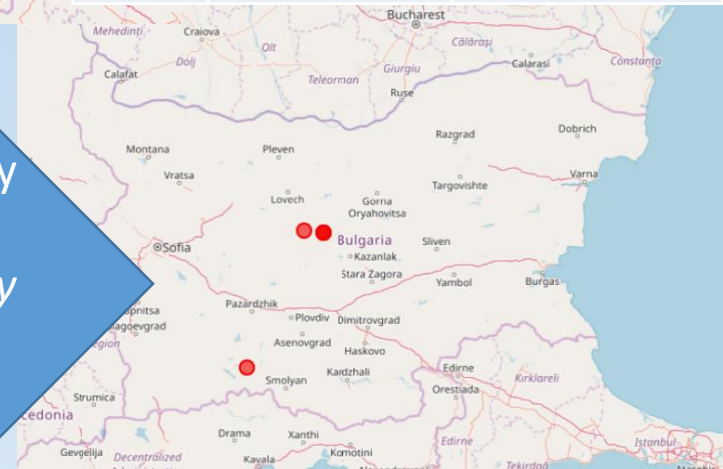 Bucharest
Mehedinți
Craiova
Olt
Dolj
Călărași
Calafat
Teleorman
Giurgiu
Calarasi
Constanța
Ruse
Razgrad
Dobrich
Montana
Pleven
Vratsa
Varna
Targovishte
Lovech
Gorna
Oryahovitsa
y
Sofia
Bulgaria
Sliven
Kazanlak
Stara Zagora
Yambol
Burgas
y
Pazardzhik
Plovdiv
Dimitrovgrad
Asenovgrad
Haskovo
Kardzhali
Smolyan
Edirne
Kırklareli
Orestiada
Strumica
Drama
Xanthi
Komotini
Edirne
Istanbul
Gevgelija
Decentralized
Kavala
Tekirdağ